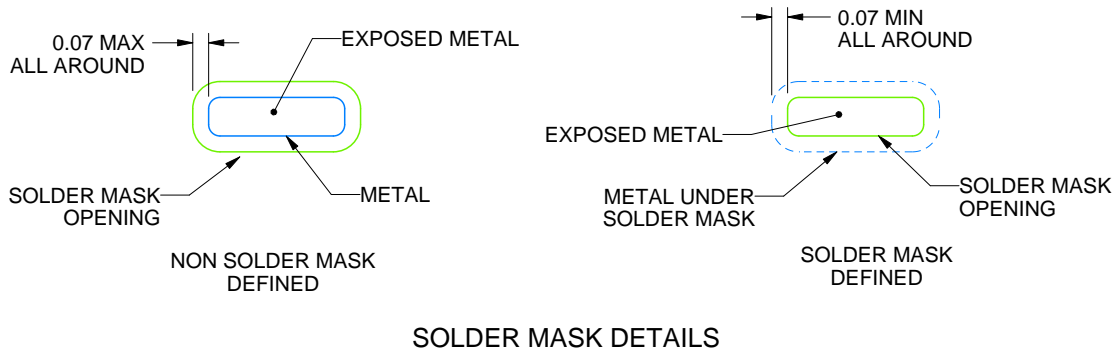 0.07 MAX
ALL AROUND
EXPOSED METAL
SOLDER MASK
OPENING
METAL
NON SOLDER MASK
DEFINED
0.07 MIN
ALL AROUND
EXPOSED METAL
METAL UNDER
SOLDER MASK
SOLDER MASK
OPENING
SOLDER MASK
DEFINED
SOLDER MASK DETAILS